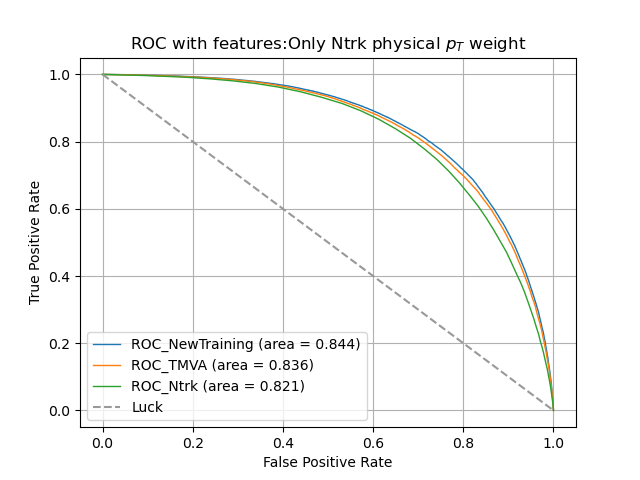 ROC with features:Only Ntrk physical p_T weight
1.0
0.8
0.6
0.4
0.2
0.0
True Positive Rate
ROC_NewTraining (area = 0.844)
ROC_TMVA (area = 0.836)
ROC_Ntrk (area = 0.821)
Luck
0.0 0.2 0.4 0.6 0.8 1.0
False Positive Rate